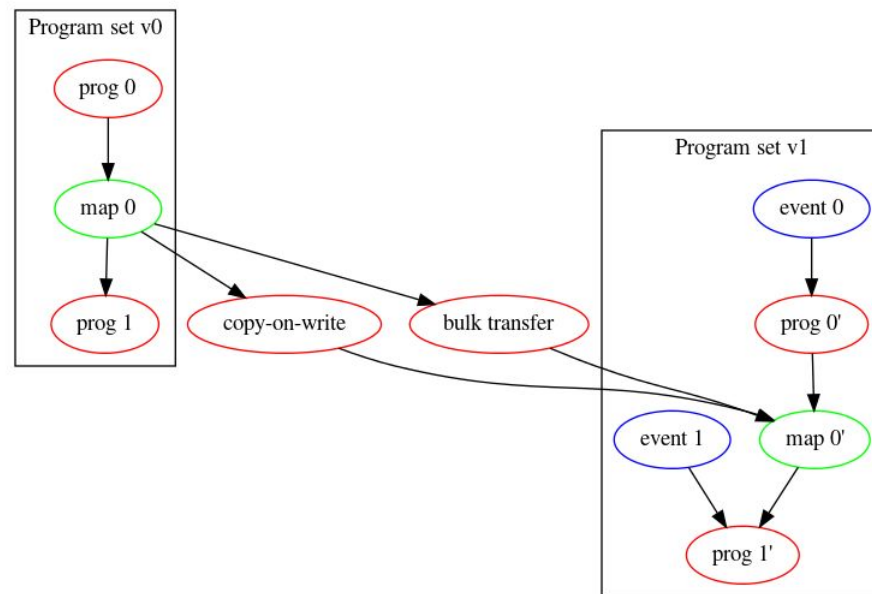 Program set v0
prog 0
map 0
prog 1
copy-on-write
bulk transfer
Program set v1
event 0
prog 0'
event 1
map 0'
prog 1'